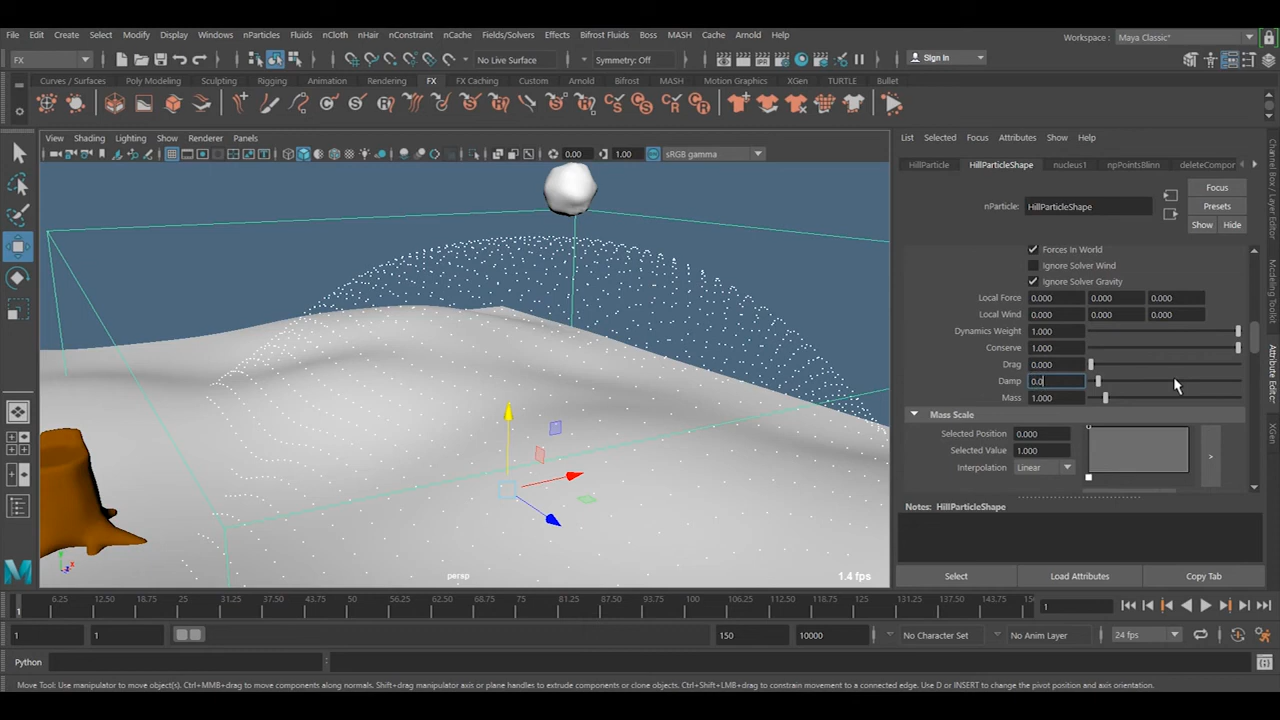 File Edit Create Select Modify Display Windows nParticles Fluids nCloth nHair nConstraint nCache Fields/Solvers Effects Bifrost Fluids Boss MASH Cache Arnold Help
Workspace : Maya Classic*
FX No Live Surface Symmetry: Off Sign In
Curves / Surfaces Poly Modeling Sculpting Rigging Animation Rendering FX FX Caching Custom Arnold Bifrost MASH Motion Graphics XGen TURTLE Bullet
View Shading Lighting Show Renderer Panels
0.00 1.00 sRGB gamma
List Selected Focus Attributes Show Help
HillParticle HillParticleShape nucleus1 npPointsBlinn deleteCompor
Focus
nParticle: HillParticleShape Presets
Show Hide
Forces In World
Ignore Solver Wind
Ignore Solver Gravity
Local Force 0.000 0.000 0.000
Local Wind 0.000 0.000 0.000
Dynamics Weight 1.000
Conserve 1.000
Drag 0.000
Damp 0.0
Mass 1.000
Mass Scale
Selected Position 0.000
Selected Value 1.000
Interpolation Linear
>
Notes: HillParticleShape
Select Load Attributes Copy Tab
Channel Box / Layer Editor
Modeling Toolkit
Attribute Editor
XGen
persp
1.4 fps
1 6.25 12.50 18.75 25 31.25 37.50 43.75 50 56.25 62.50 68.75 75 81.25 87.50 93.75 100 106.25 112.50 118.75 125 131.25 137.50 143.75 15 1
1 1 150 10000 No Character Set No Anim Layer 24 fps
Python
Move Tool: Use manipulator to move object(s). Ctrl+MMB+drag to move components along normals. Shift+drag manipulator axis or plane handles to extrude components or clone objects. Ctrl+Shift+LMB+drag to constrain movement to a connected edge. Use D or INSERT to change the pivot position and axis orientation.